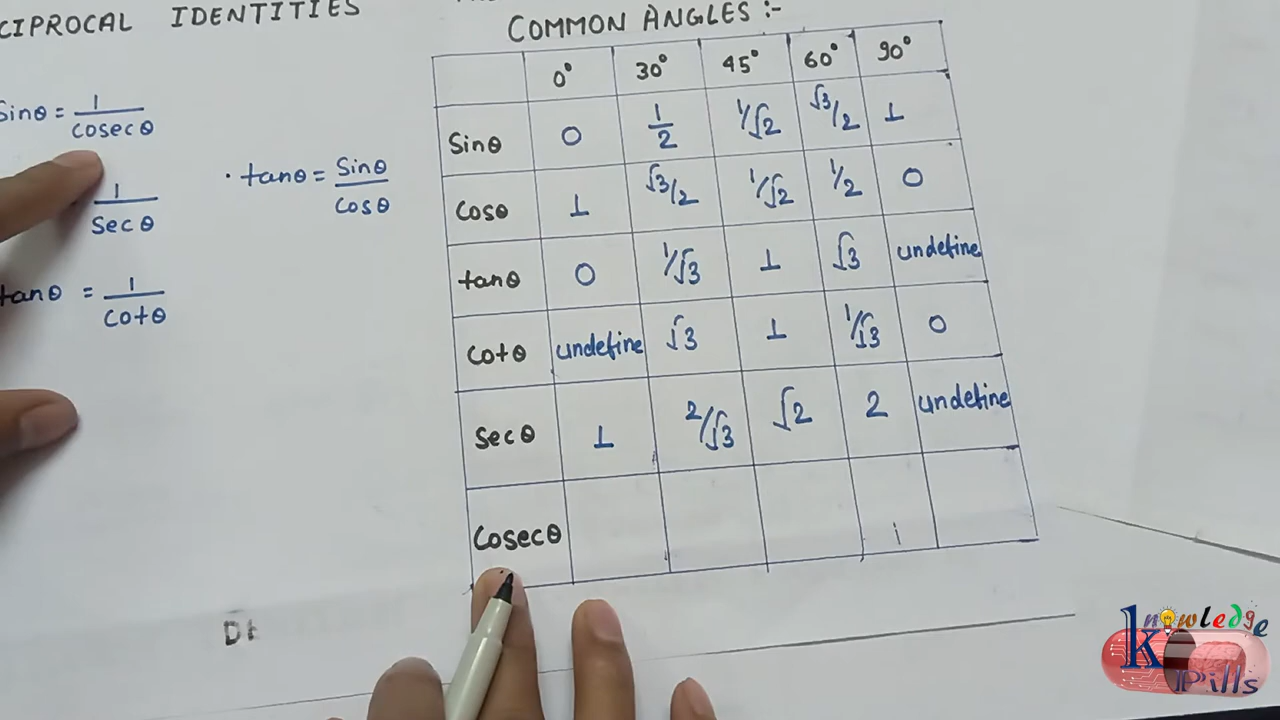 CIPROCAL IDENTITIES
Sinθ = 1/cosecθ
1/Secθ
tanθ = 1/cotθ
· tanθ = Sinθ/Cosθ
COMMON ANGLES :-
0° 30° 45° 60° 90°
Sinθ 0 1/2 1/√2 √3/2 1
Cosθ 1 √3/2 1/√2 1/2 0
tanθ 0 1/√3 1 √3 undefine
Cotθ undefine √3 1 1/√3 0
Secθ 1 2/√3 √2 2 undefine
Cosecθ
knowledge
Pills